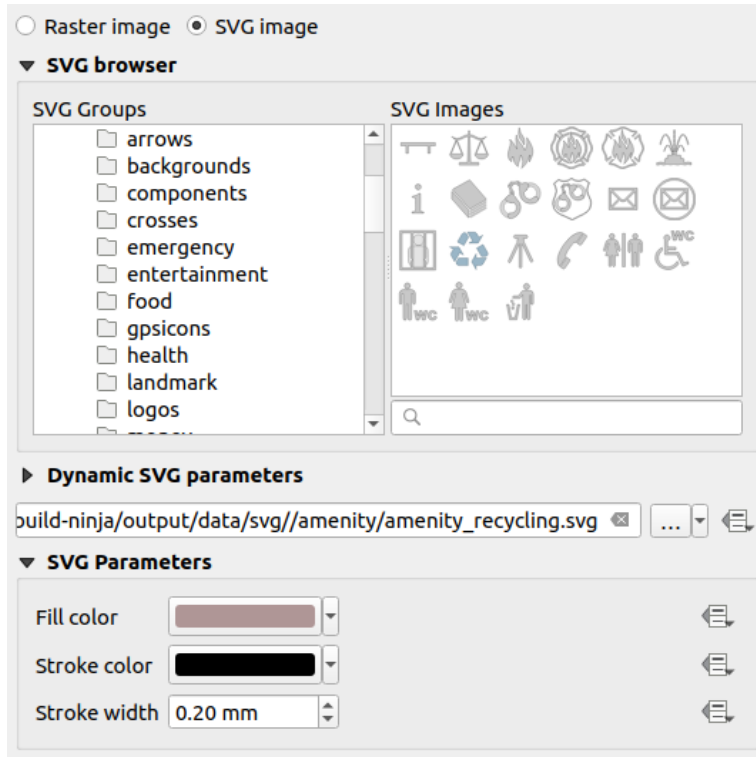 Raster image SVG image
SVG browser
SVG Groups
arrows
backgrounds
components
crosses
emergency
entertainment
food
gpsicons
health
landmark
logos
SVG Images
i
WC
WC WC
Dynamic SVG parameters
build-ninja/output/data/svg//amenity/amenity_recycling.svg ...
SVG Parameters
Fill color
Stroke color
Stroke width 0.20 mm